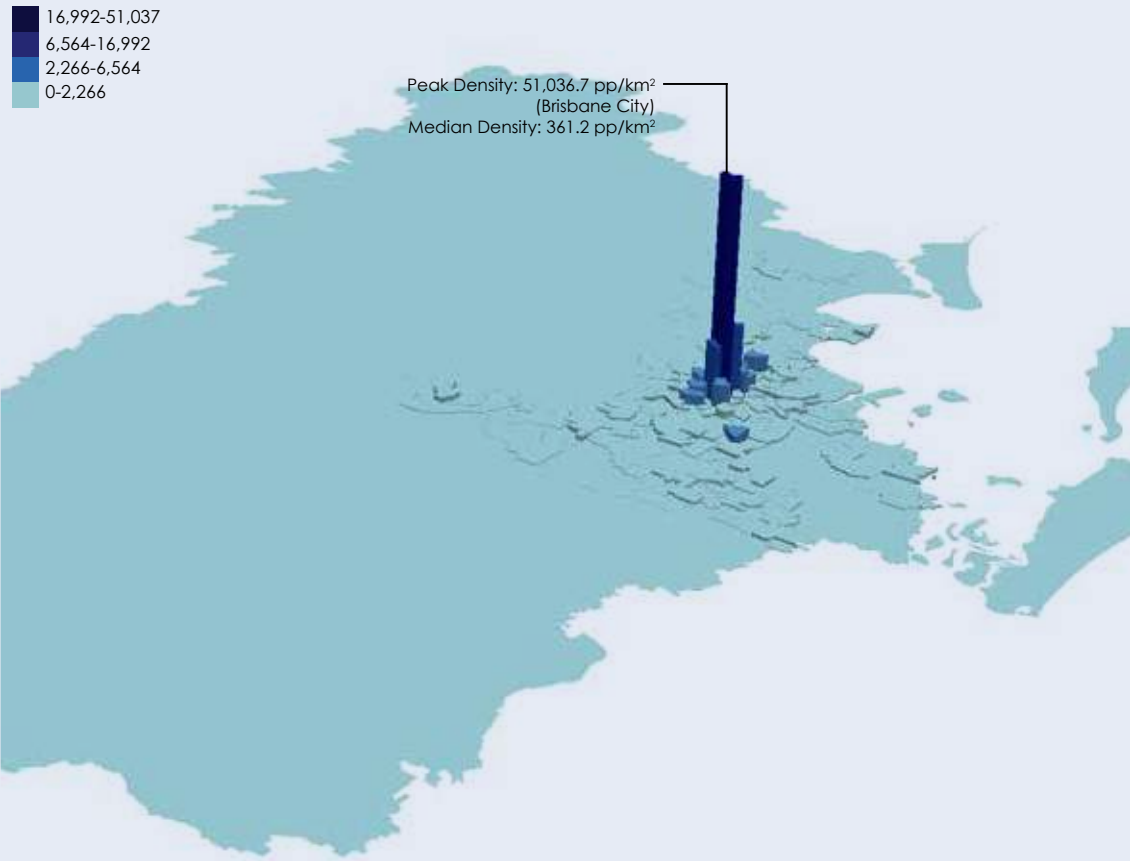 16,992-51,037
6,564-16,992
2,266-6,564
0-2,266
Peak Density: 51,036.7 pp/km²
(Brisbane City)
Median Density: 361.2 pp/km²